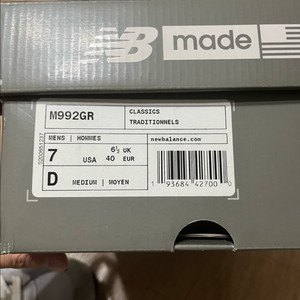 NB made
M992GR
CLASSICS
TRADITIONNELS
MENS | HOMMES
newbalance.com
7 USA
6½ UK
40 EUR
D MEDIUM | MOYEN
1 93684 42700